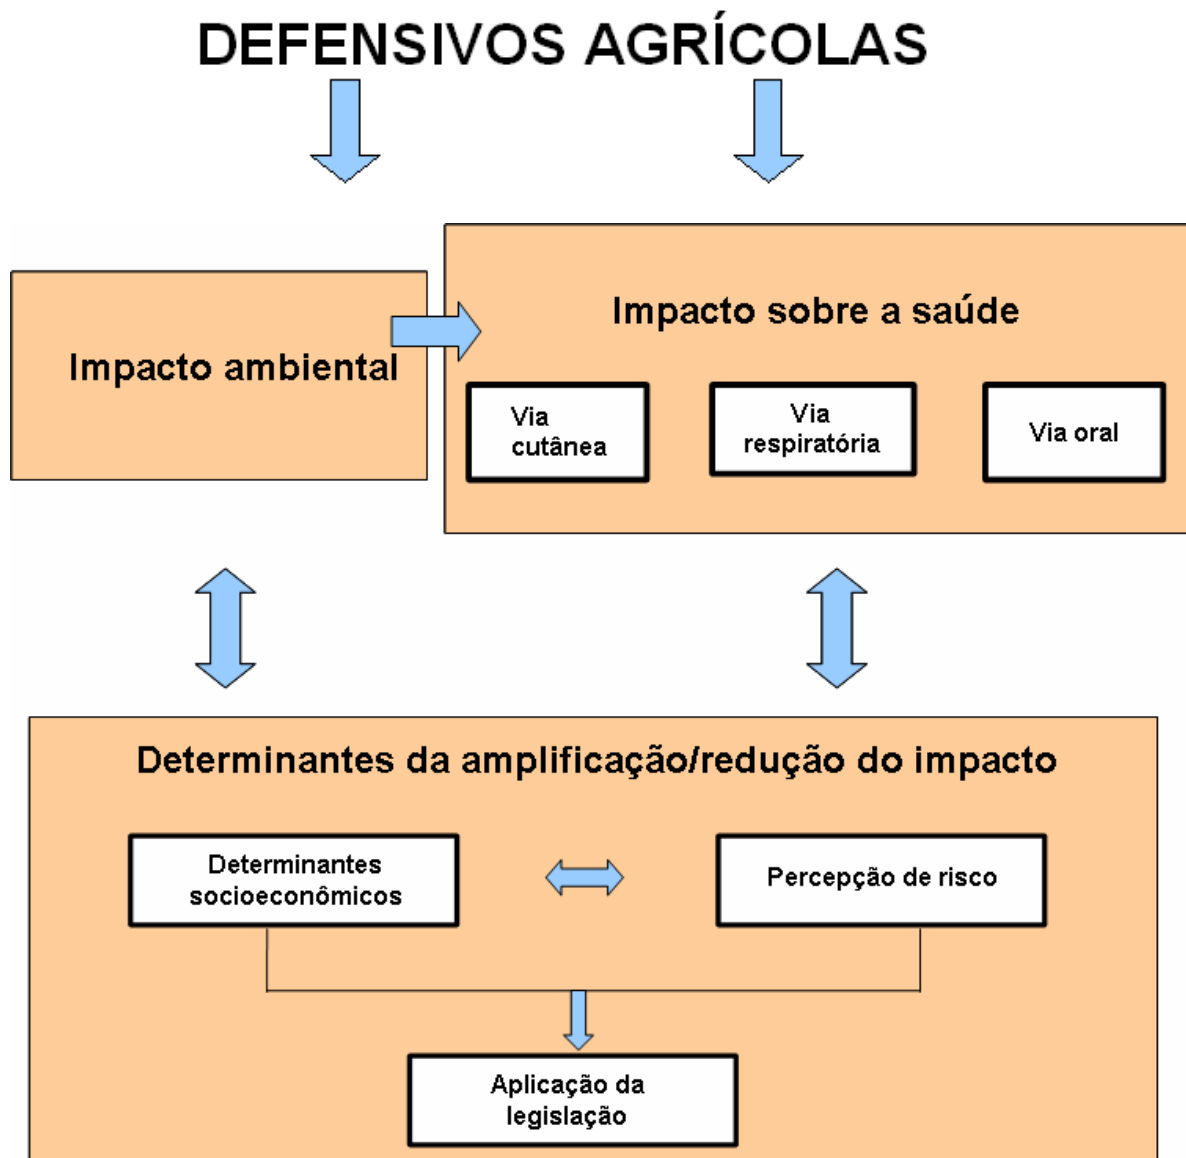 DEFENSIVOS AGRÍCOLAS
Impacto ambiental
Impacto sobre a saúde
Via
cutânea
Via
respiratória
Via oral
Determinantes da amplificação/redução do impacto
Determinantes
socioeconômicos
Percepção de risco
Aplicação da
legislação